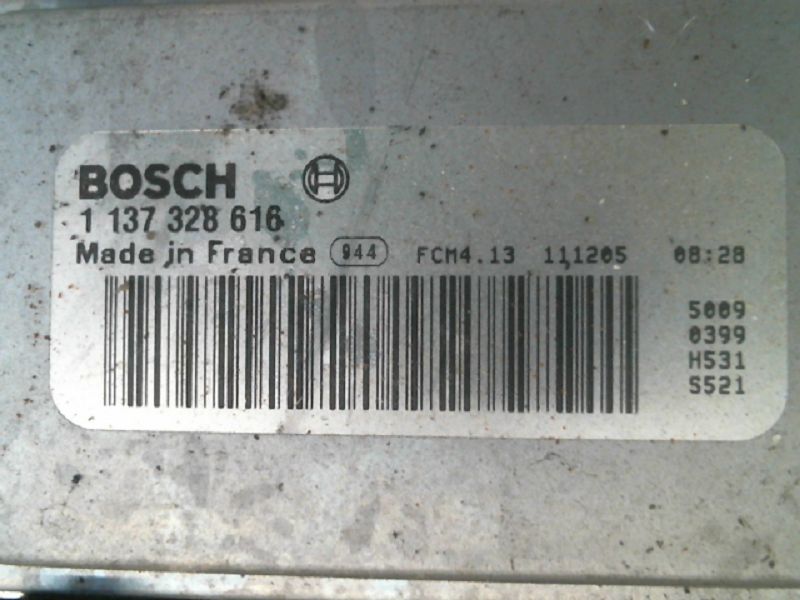 BOSCH
1 137 328 616
Made in France 944 FCM4.13 111205 08:28
5009
0399
H531
S521